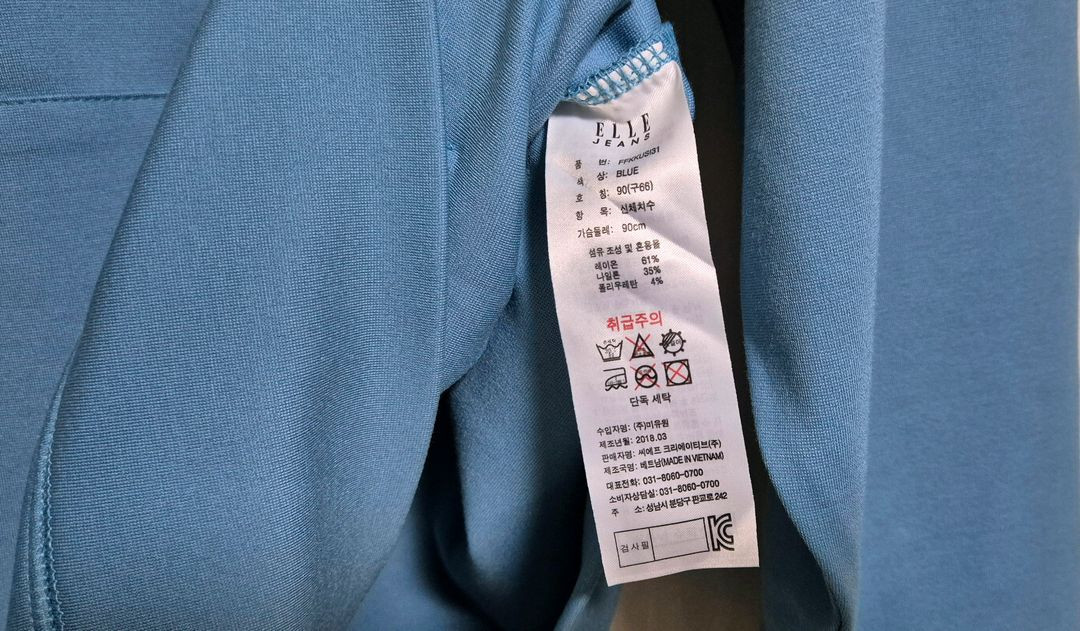 ELLE
JEANS
품 번: FFKKUSI31
색 상: BLUE
호 칭: 90(구66)
항 목: 신체치수
가슴둘레: 90cm
섬유 조성 및 혼용율
레이온 61%
나일론 35%
폴리우레탄 4%
취급주의
단독 세탁
수입자명: (주)미유원
제조년월: 2018.03
판매자명: 씨에프 크리에이티브(주)
제조국명: 베트남(MADE IN VIETNAM)
대표전화: 031-8060-0700
소비자상담실: 031-8060-0700
주 소: 성남시 분당구 판교로 242
검사필